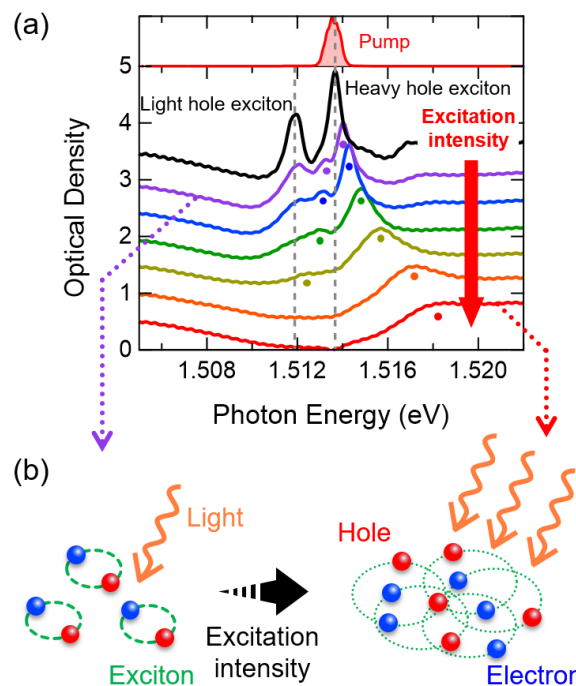 (a)
Pump
5
Light hole exciton
Heavy hole exciton
Excitation
intensity
4
3
2
1
0
Optical Density
1.508
1.512
1.516
1.520
Photon Energy (eV)
(b)
Light
Hole
Excitation
intensity
Exciton
Electron